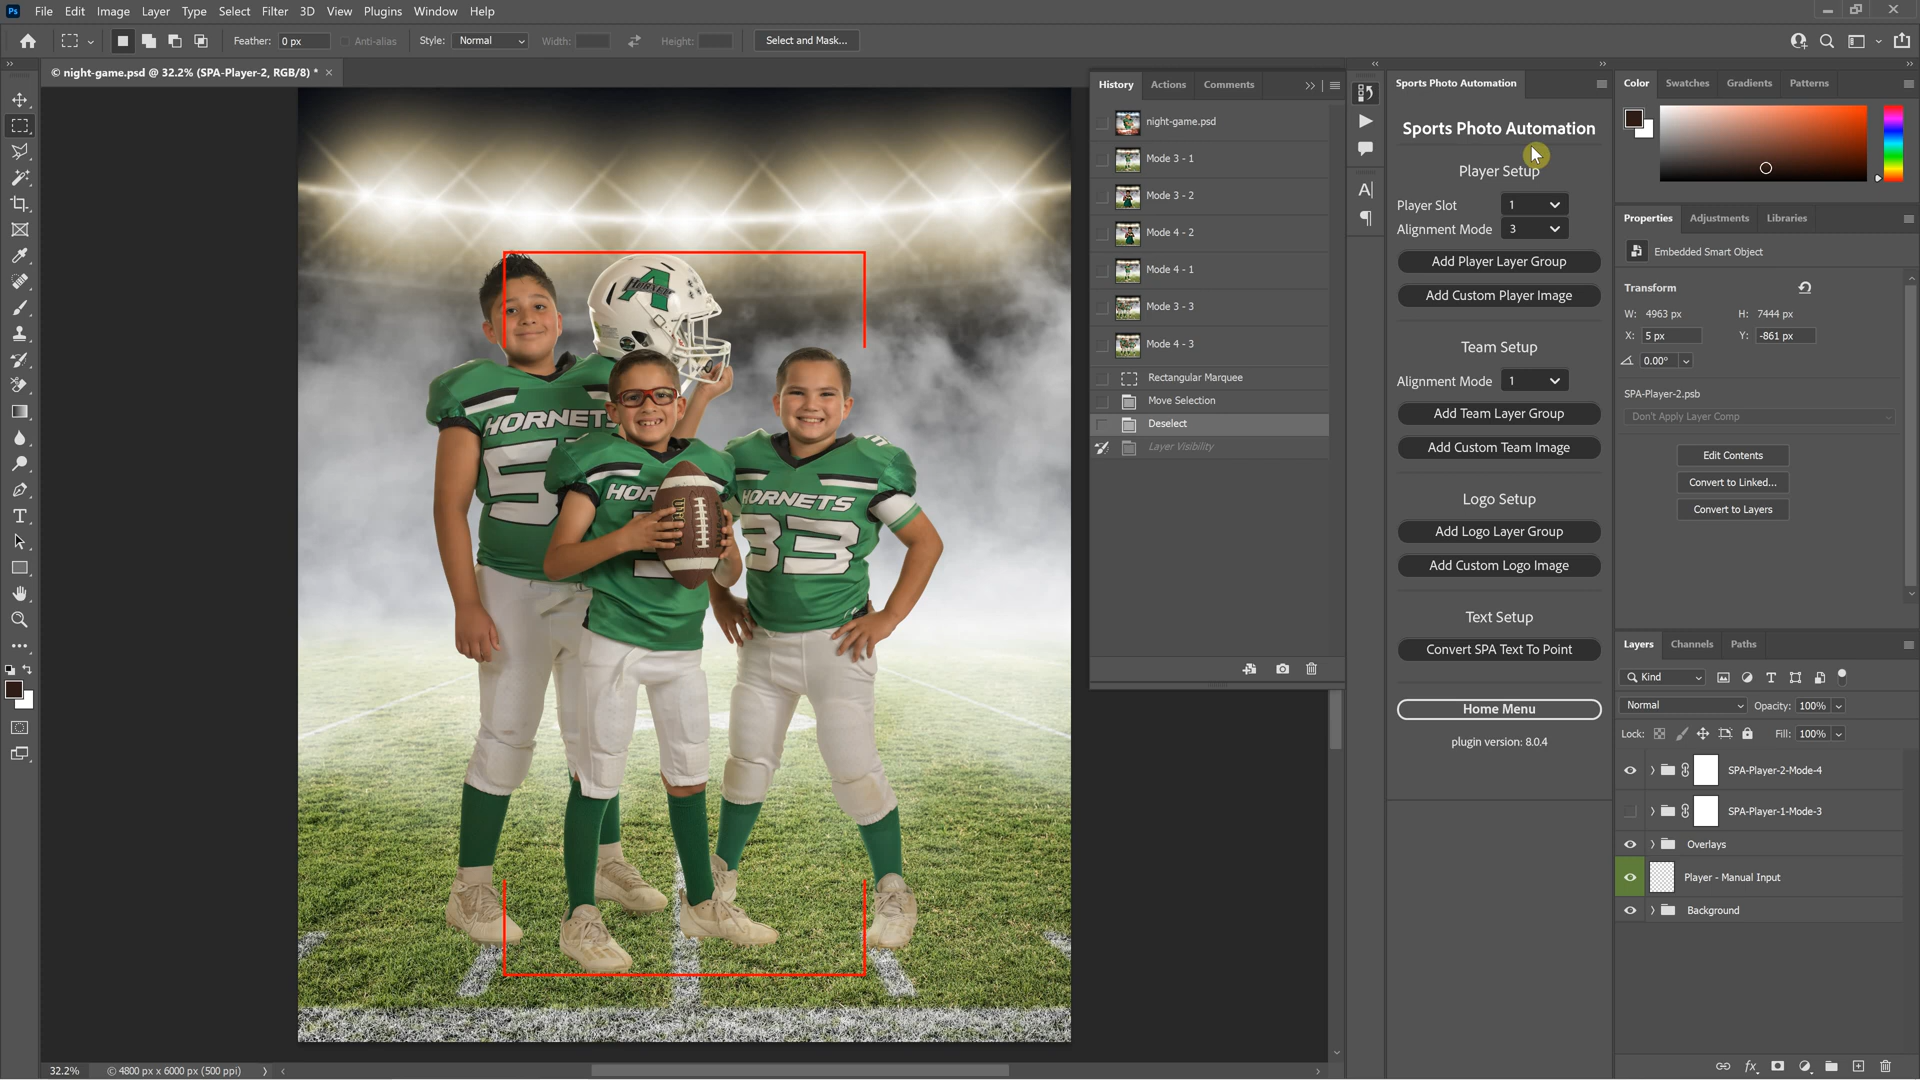 Ps File Edit Image Layer Type Select Filter 3D View Plugins Window Help
Feather: 0 px Anti-alias Style: Normal Width: Height: Select and Mask...
© night-game.psd @ 32.2% (SPA-Player-2, RGB/8) * ×
History Actions Comments
night-game.psd
Mode 3 - 1
Mode 3 - 2
Mode 4 - 2
Mode 4 - 1
Mode 3 - 3
Mode 4 - 3
Rectangular Marquee
Move Selection
Deselect
Layer Visibility
Sports Photo Automation
Sports Photo Automation
Player Setup
Player Slot 1
Alignment Mode 3
Add Player Layer Group
Add Custom Player Image
Team Setup
Alignment Mode 1
Add Team Layer Group
Add Custom Team Image
Logo Setup
Add Logo Layer Group
Add Custom Logo Image
Text Setup
Convert SPA Text To Point
Home Menu
plugin version: 8.0.4
Color Swatches Gradients Patterns
Properties Adjustments Libraries
Embedded Smart Object
Transform
W: 4963 px H: 7444 px
X: 5 px Y: -861 px
0.00°
SPA-Player-2.psb
Don't Apply Layer Comp
Edit Contents
Convert to Linked...
Convert to Layers
Layers Channels Paths
Kind
Normal Opacity: 100%
Lock: Fill: 100%
SPA-Player-2-Mode-4
SPA-Player-1-Mode-3
Overlays
Player - Manual Input
Background
A
HORNETS
HORNETS
5
HOR
HORNETS
33
32.2% © 4800 px x 6000 px (500 ppi)